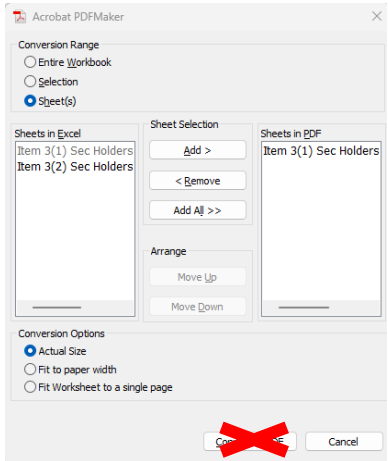 Acrobat PDFMaker
Conversion Range
Entire Workbook
Selection
Sheet(s)
Sheets in Excel
Item 3(1) Sec Holders
Item 3(2) Sec Holders
Sheet Selection
Add >
< Remove
Add All >>
Arrange
Move Up
Move Down
Sheets in PDF
Item 3(1) Sec Holders
Conversion Options
Actual Size
Fit to paper width
Fit Worksheet to a single page
Cancel